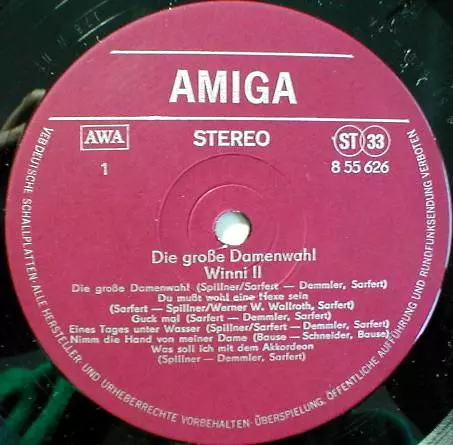 AMIGA
AWA
STEREO
ST 33
1
8 55 626
Die große Damenwahl
Winni II
Die große Damenwahl (Spillner/Sarfert — Demmler, Sarfert)
Du mußt wohl eine Hexe sein
(Sarfert — Spillner/Werner W. Wallroth, Sarfert)
Guck mal (Sarfert — Demmler, Sarfert)
Eines Tages unter Wasser (Spillner/Sarfert — Demmler, Sarfert)
Nimm die Hand von meiner Dame (Bause — Schneider, Bause)
Was soll ich mit dem Akkordeon
(Spillner — Demmler, Sarfert)
VEB DEUTSCHE SCHALLPLATTEN · ALLE HERSTELLER- UND URHEBERRECHTE VORBEHALTEN · ÜBERSPIELUNG, ÖFFENTLICHE AUFFÜHRUNG UND RUNDFUNKSENDUNG VERBOTEN